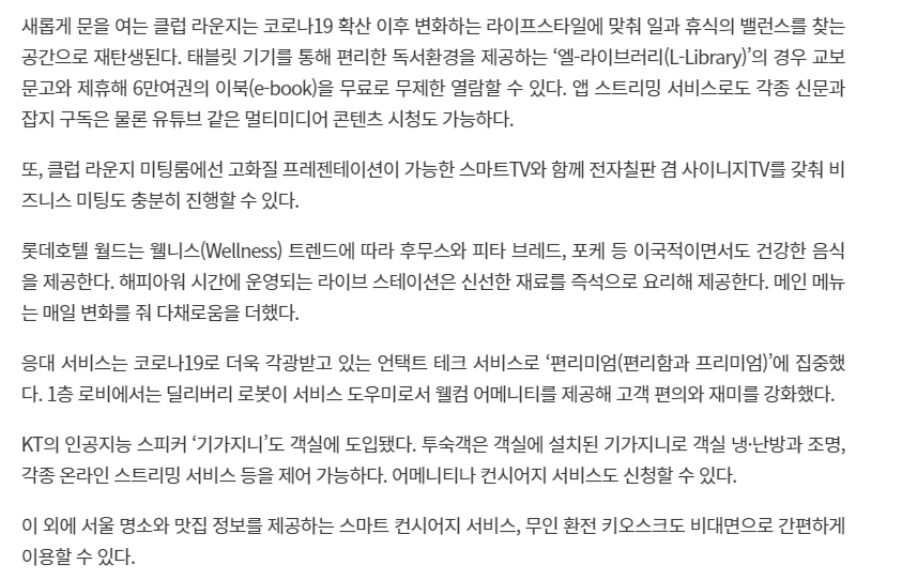 새롭게 문을 여는 클럽 라운지는 코로나19 확산 이후 변화하는 라이프스타일에 맞춰 일과 휴식의 밸런스를 찾는
공간으로 재탄생된다. 태블릿 기기를 통해 편리한 독서환경을 제공하는 ‘엘-라이브러리(L-Library)’의 경우 교보
문고와 제휴해 6만여권의 이북(e-book)을 무료로 무제한 열람할 수 있다. 앱 스트리밍 서비스로도 각종 신문과
잡지 구독은 물론 유튜브 같은 멀티미디어 콘텐츠 시청도 가능하다.
또, 클럽 라운지 미팅룸에선 고화질 프레젠테이션이 가능한 스마트TV와 함께 전자칠판 겸 사이니지TV를 갖춰 비
즈니스 미팅도 충분히 진행할 수 있다.
롯데호텔 월드는 웰니스(Wellness) 트렌드에 따라 후무스와 피타 브레드, 포케 등 이국적이면서도 건강한 음식
을 제공한다. 해피아워 시간에 운영되는 라이브 스테이션은 신선한 재료를 즉석으로 요리해 제공한다. 메인 메뉴
는 매일 변화를 줘 다채로움을 더했다.
응대 서비스는 코로나19로 더욱 각광받고 있는 언택트 테크 서비스로 ‘편리미엄(편리함과 프리미엄)’에 집중했
다. 1층 로비에서는 딜리버리 로봇이 서비스 도우미로서 웰컴 어메니티를 제공해 고객 편의와 재미를 강화했다.
KT의 인공지능 스피커 ‘기가지니’도 객실에 도입됐다. 투숙객은 객실에 설치된 기가지니로 객실 냉·난방과 조명,
각종 온라인 스트리밍 서비스 등을 제어 가능하다. 어메니티나 컨시어지 서비스도 신청할 수 있다.
이 외에 서울 명소와 맛집 정보를 제공하는 스마트 컨시어지 서비스, 무인 환전 키오스크도 비대면으로 간편하게
이용할 수 있다.